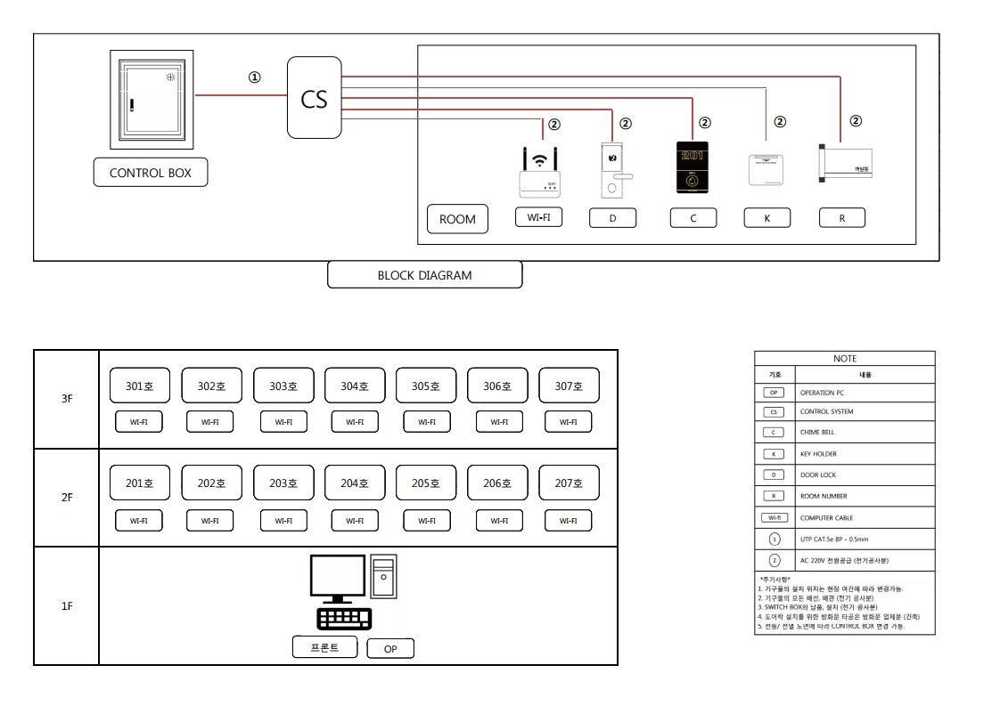 ①
CS
CONTROL BOX
②
②
②
②
②
WIFI
201
객실통
ROOM
WI-FI
D
C
K
R
BLOCK DIAGRAM
3F
301호
302호
303호
304호
305호
306호
307호
WI-FI
WI-FI
WI-FI
WI-FI
WI-FI
WI-FI
WI-FI
2F
201호
202호
203호
204호
205호
206호
207호
WI-FI
WI-FI
WI-FI
WI-FI
WI-FI
WI-FI
WI-FI
1F
프론트
OP
NOTE
기호 내용
OP OPERATION PC
CS CONTROL SYSTEM
C CHIME BELL
K KEY HOLDER
D DOOR LOCK
R ROOM NUMBER
Wi-fi COMPUTER CABLE
1 UTP CAT.5e 8P - 0.5mm
2 AC 220V 전원공급 (전기공사분)
*주기사항*
1. 기구물의 설치 위치는 현장 여건에 따라 변경가능.
2. 기구물의 모든 배선, 배관 (전기 공사분)
3. SWITCH BOX의 납품, 설치 (전기 공사분)
4. 도어락 설치를 위한 방화문 타공은 방화문 업체분 (건축)
5. 전등/ 전열 도면에 따라 CONTROL BOX 변경 가능.